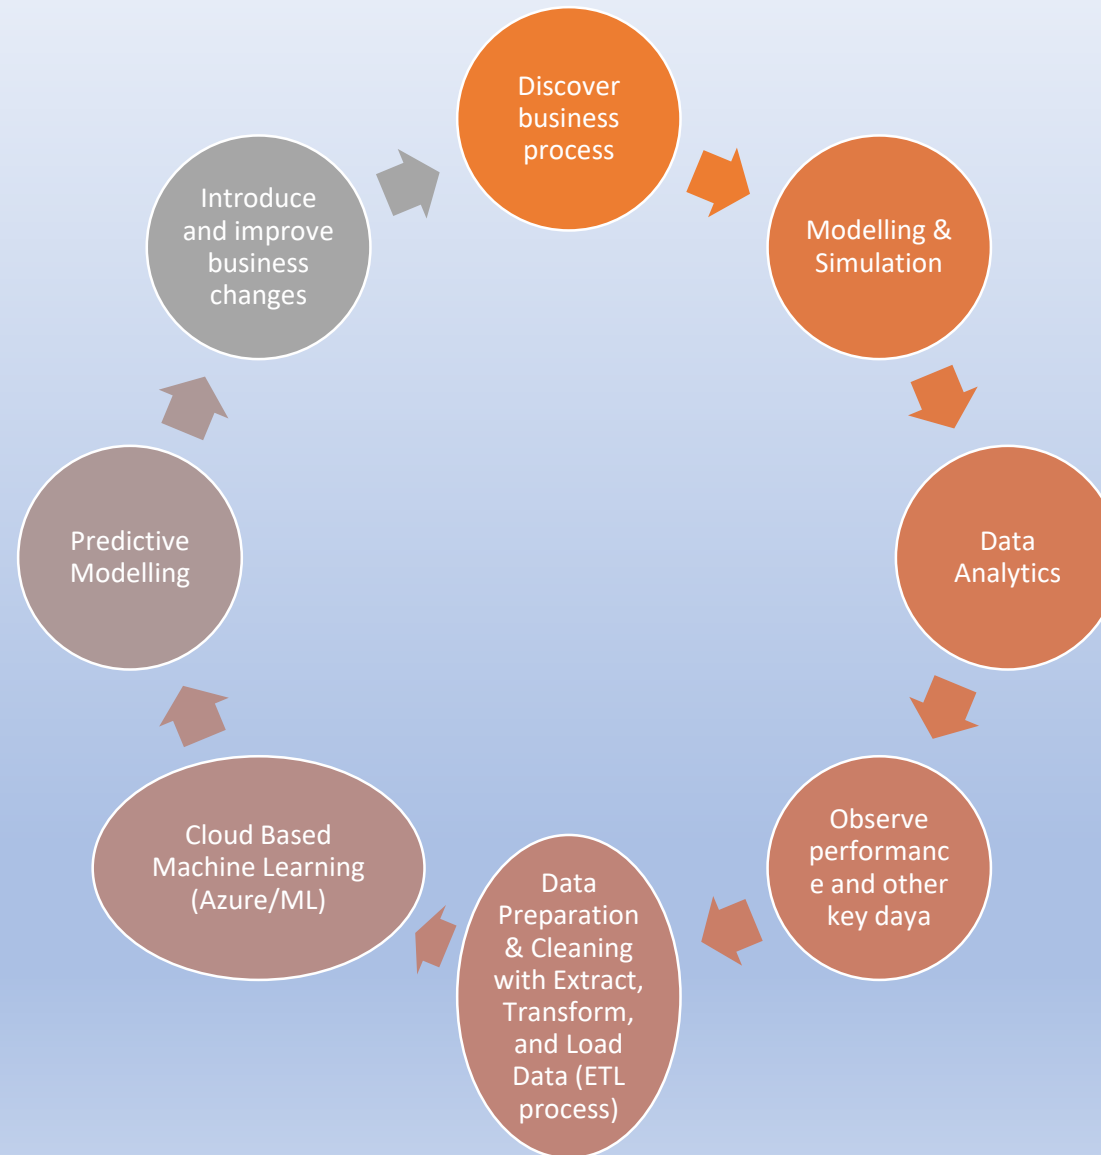 Discover
business
process
Modelling &
Simulation
Data
Analytics
Observe
performanc
e and other
key daya
Data
Preparation
& Cleaning
with Extract,
Transform,
and Load
Data (ETL
process)
Cloud Based
Machine Learning
(Azure/ML)
Predictive
Modelling
Introduce
and improve
business
changes